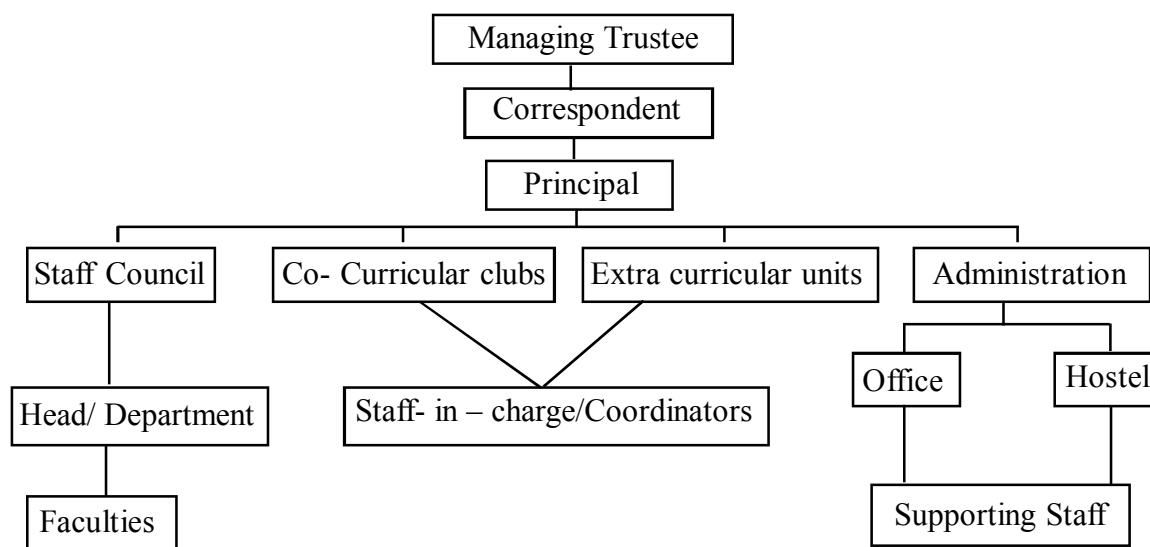 Managing Trustee
Correspondent
Principal
Staff Council
Co- Curricular clubs
Extra curricular units
Administration
Office
Hostel
Head/ Department
Staff- in – charge/Coordinators
Faculties
Supporting Staff